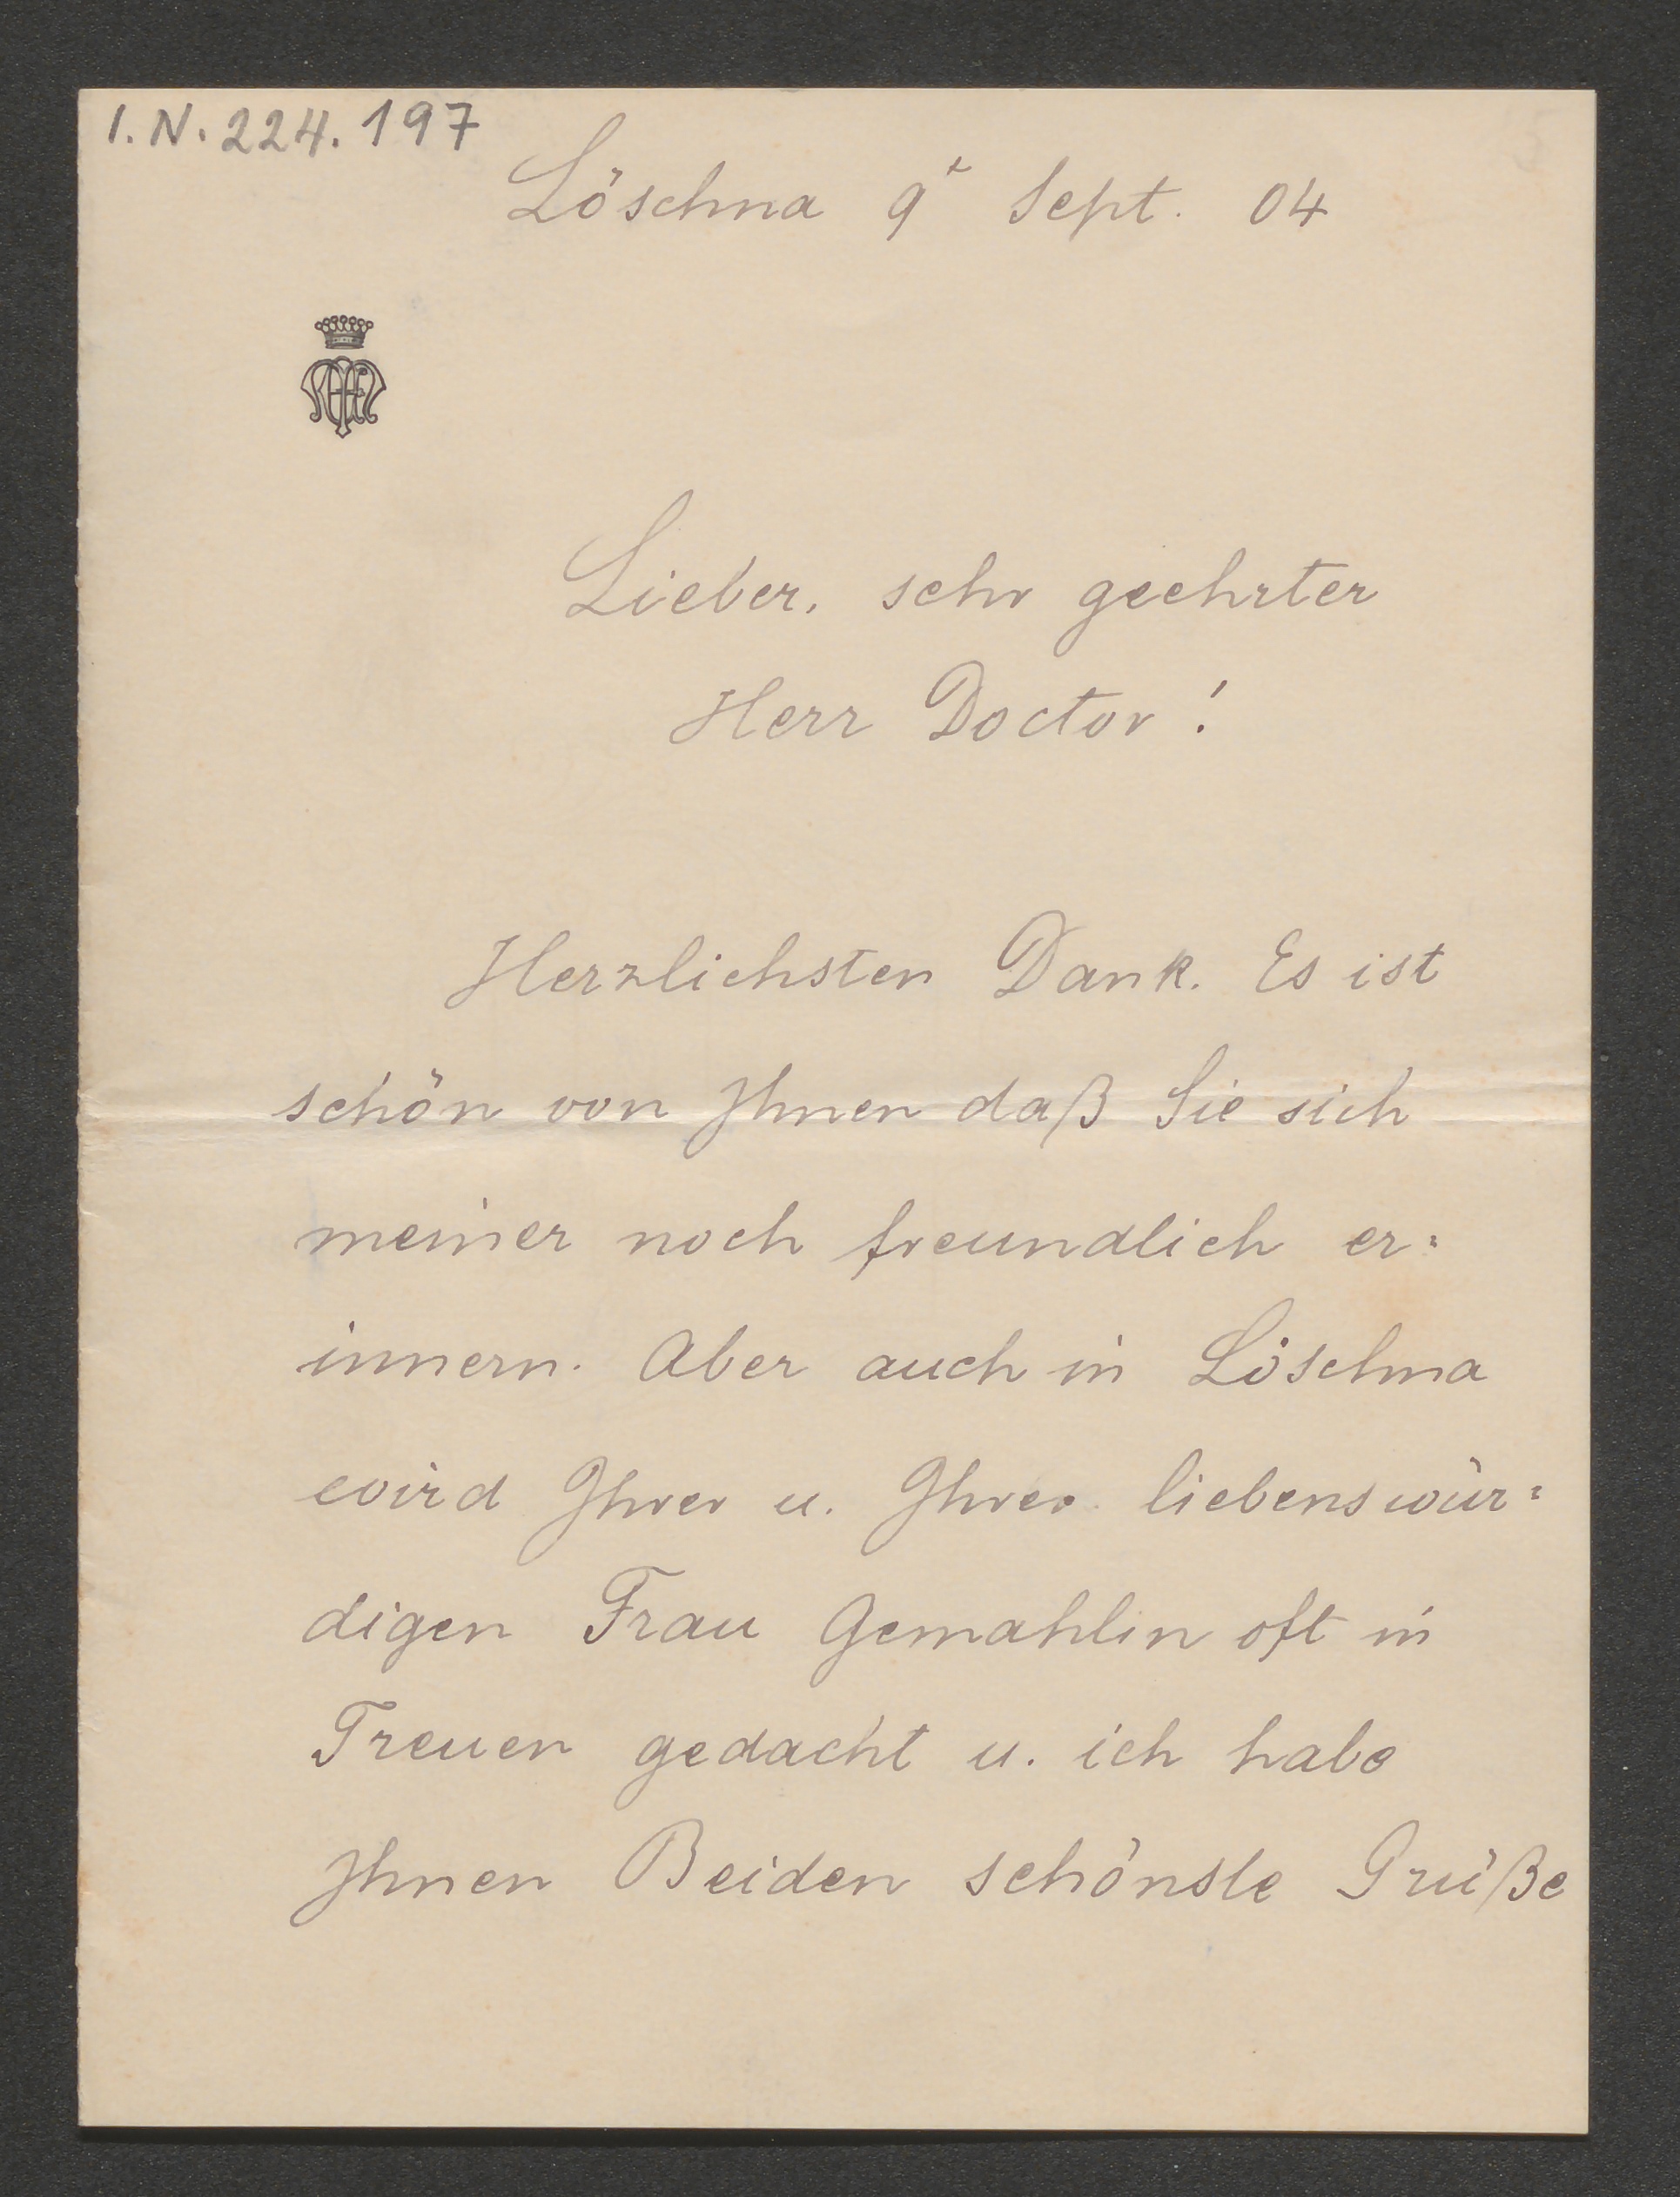 I.N. 224.197
Löschna 9t Sept. 04
Lieber, sehr geehrter
Herr Doctor!
Herzlichsten Dank. Es ist
schön von Ihnen daß Sie sich
meiner noch freundlich er=
innern. Aber auch in Löschna
wird Ihrer u. Ihrer liebenswür=
digen Frau Gemahlin oft in
Treuen gedacht u. ich habe
Ihnen Beiden schönste Grüße